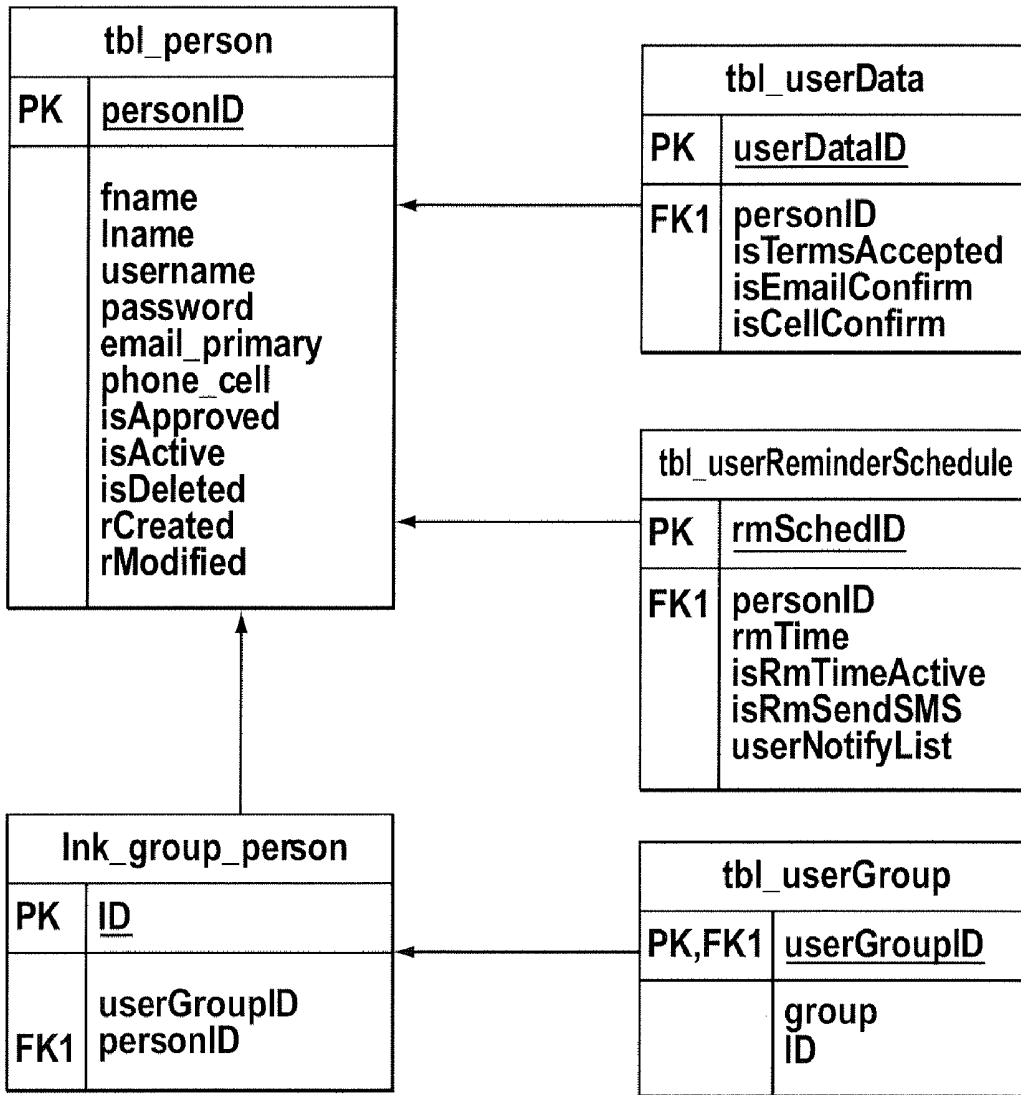 tbl_person
PK personID
fname
lname
username
password
email_primary
phone_cell
isApproved
isActive
isDeleted
rCreated
rModified
tbl_userData
PK userDataID
FK1 personID
isTermsAccepted
isEmailConfirm
isCellConfirm
tbl_userReminderSchedule
PK rmSchedID
FK1 personID
rmTime
isRmTimeActive
isRmSendSMS
userNotifyList
lnk_group_person
PK ID
userGroupID
FK1 personID
tbl_userGroup
PK,FK1 userGroupID
group
ID